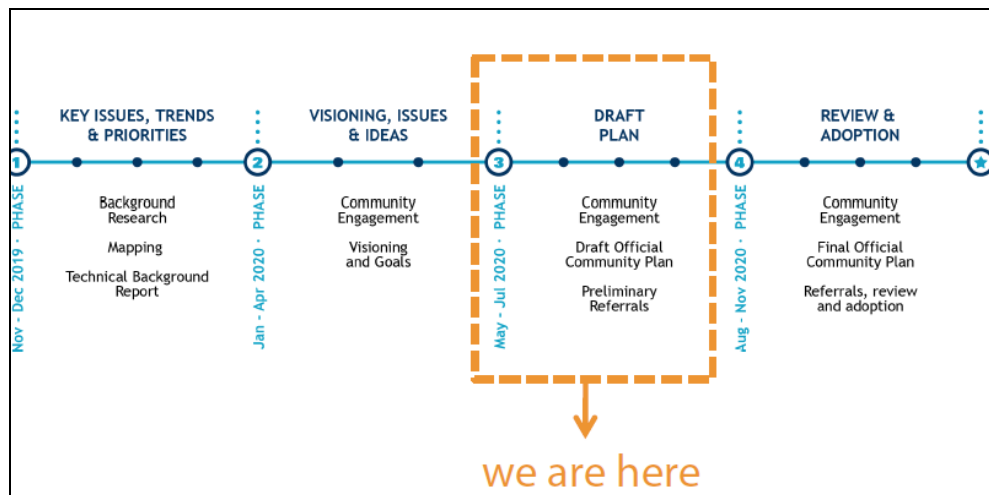 KEY ISSUES, TRENDS
& PRIORITIES
VISIONING, ISSUES
& IDEAS
DRAFT
PLAN
REVIEW &
ADOPTION
1
2
3
4
Nov - Dec 2019 · PHASE
Background
Research
Mapping
Technical Background
Report
Jan - Apr 2020 · PHASE
Community
Engagement
Visioning
and Goals
May - Jul 2020 · PHASE
Community
Engagement
Draft Official
Community Plan
Preliminary
Referrals
Aug - Nov 2020 · PHASE
Community
Engagement
Final Official
Community Plan
Referrals, review
and adoption
we are here